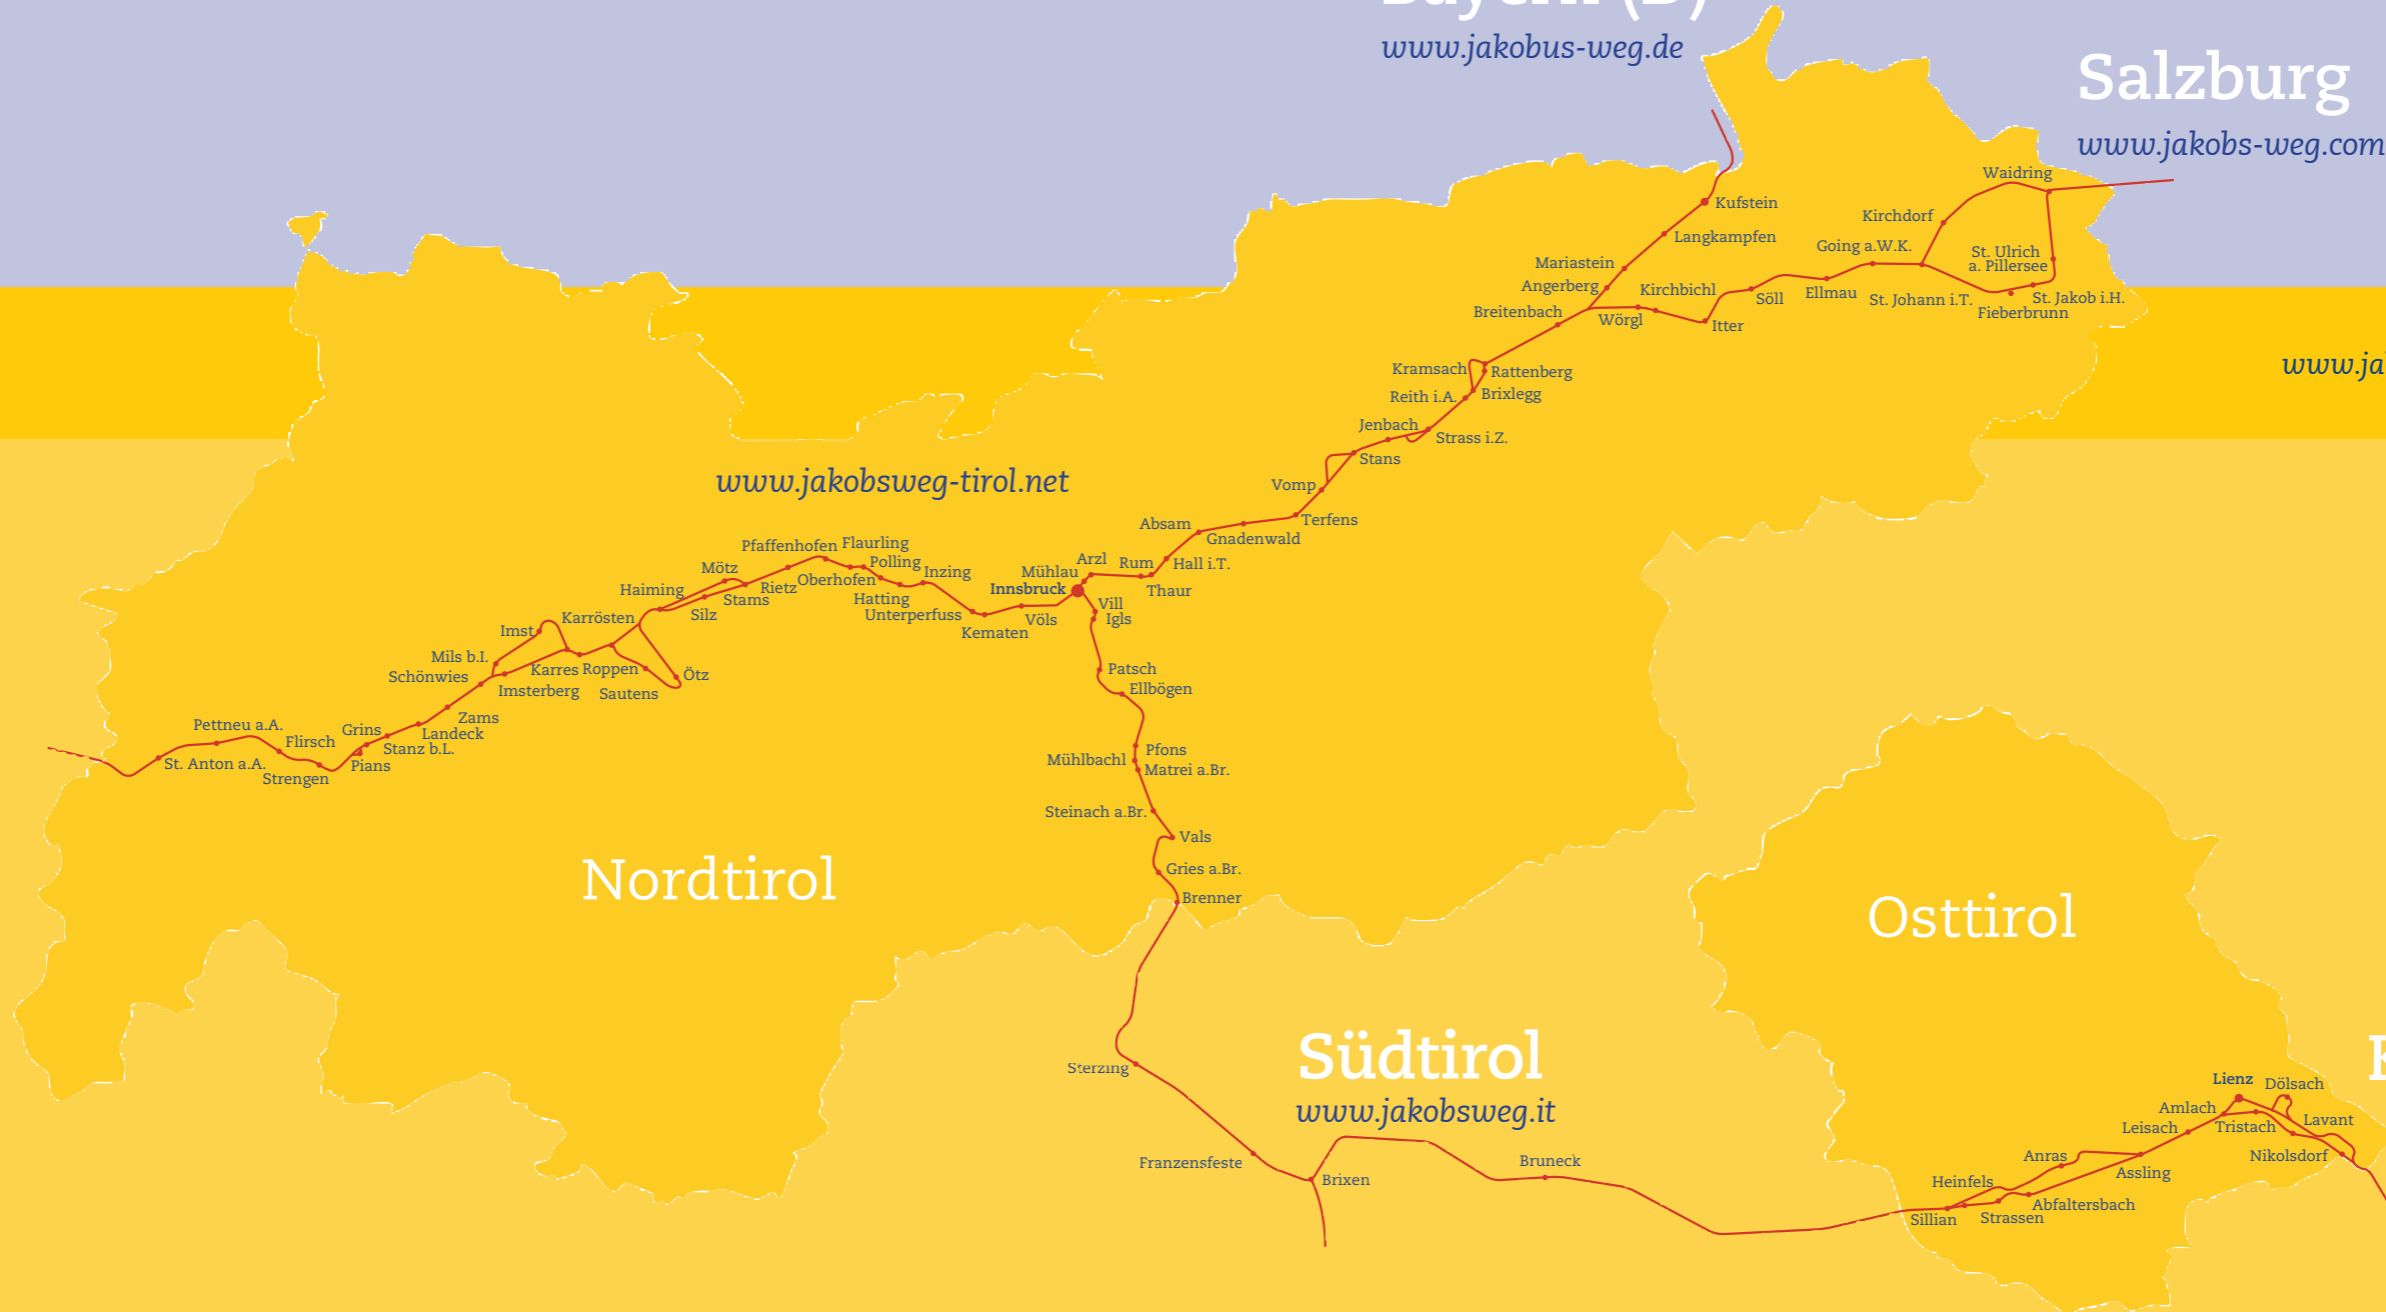 Bayern (D)
www.jakobus-weg.de
Salzburg
www.jakobs-weg.com
Waidring
Kufstein
Kirchdorf
Langkampfen
Going a.W.K.
St. Ulrich
a. Pillersee
Mariastein
Angerberg
Kirchbichl
Söll
Ellmau
St. Johann i.T.
St. Jakob i.H.
Fieberbrunn
Breitenbach
Wörgl
Itter
www.ja
Kramsach
Rattenberg
Reith i.A.
Brixlegg
Jenbach
Strass i.Z.
Stans
www.jakobsweg-tirol.net
Vomp
Terfens
Absam
Gnadenwald
Pfaffenhofen
Flaurling
Polling
Arzl
Rum
Hall i.T.
Mötz
Oberhofen
Inzing
Mühlau
Innsbruck
Thaur
Haiming
Rietz
Stams
Hatting
Silz
Unterperfuss
Kematen
Völs
Vill
Igls
Karrösten
Imst
Mils b.I.
Schönwies
Karres
Roppen
Ötz
Imsterberg
Sautens
Patsch
Ellbögen
Zams
Landeck
Pettneu a.A.
Grins
Flirsch
Stanz b.L.
St. Anton a.A.
Pians
Strengen
Pfons
Mühlbachl
Matrei a.Br.
Steinach a.Br.
Vals
Gries a.Br.
Brenner
Nordtirol
Osttirol
Südtirol
www.jakobsweg.it
K
Sterzing
Franzensfeste
Brixen
Bruneck
Lienz
Dölsach
Amlach
Lavant
Leisach
Tristach
Nikolsdorf
Anras
Assling
Heinfels
Abfaltersbach
Sillian
Strassen